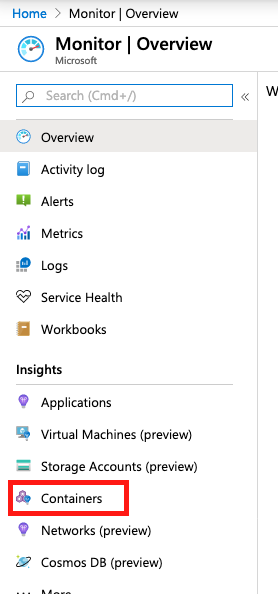 Home > Monitor | Overview
Monitor | Overview
Microsoft
Search (Cmd+/)
«
W
Overview
Activity log
Alerts
Metrics
Logs
Service Health
Workbooks
Insights
Applications
Virtual Machines (preview)
Storage Accounts (preview)
Containers
Networks (preview)
Cosmos DB (preview)
More